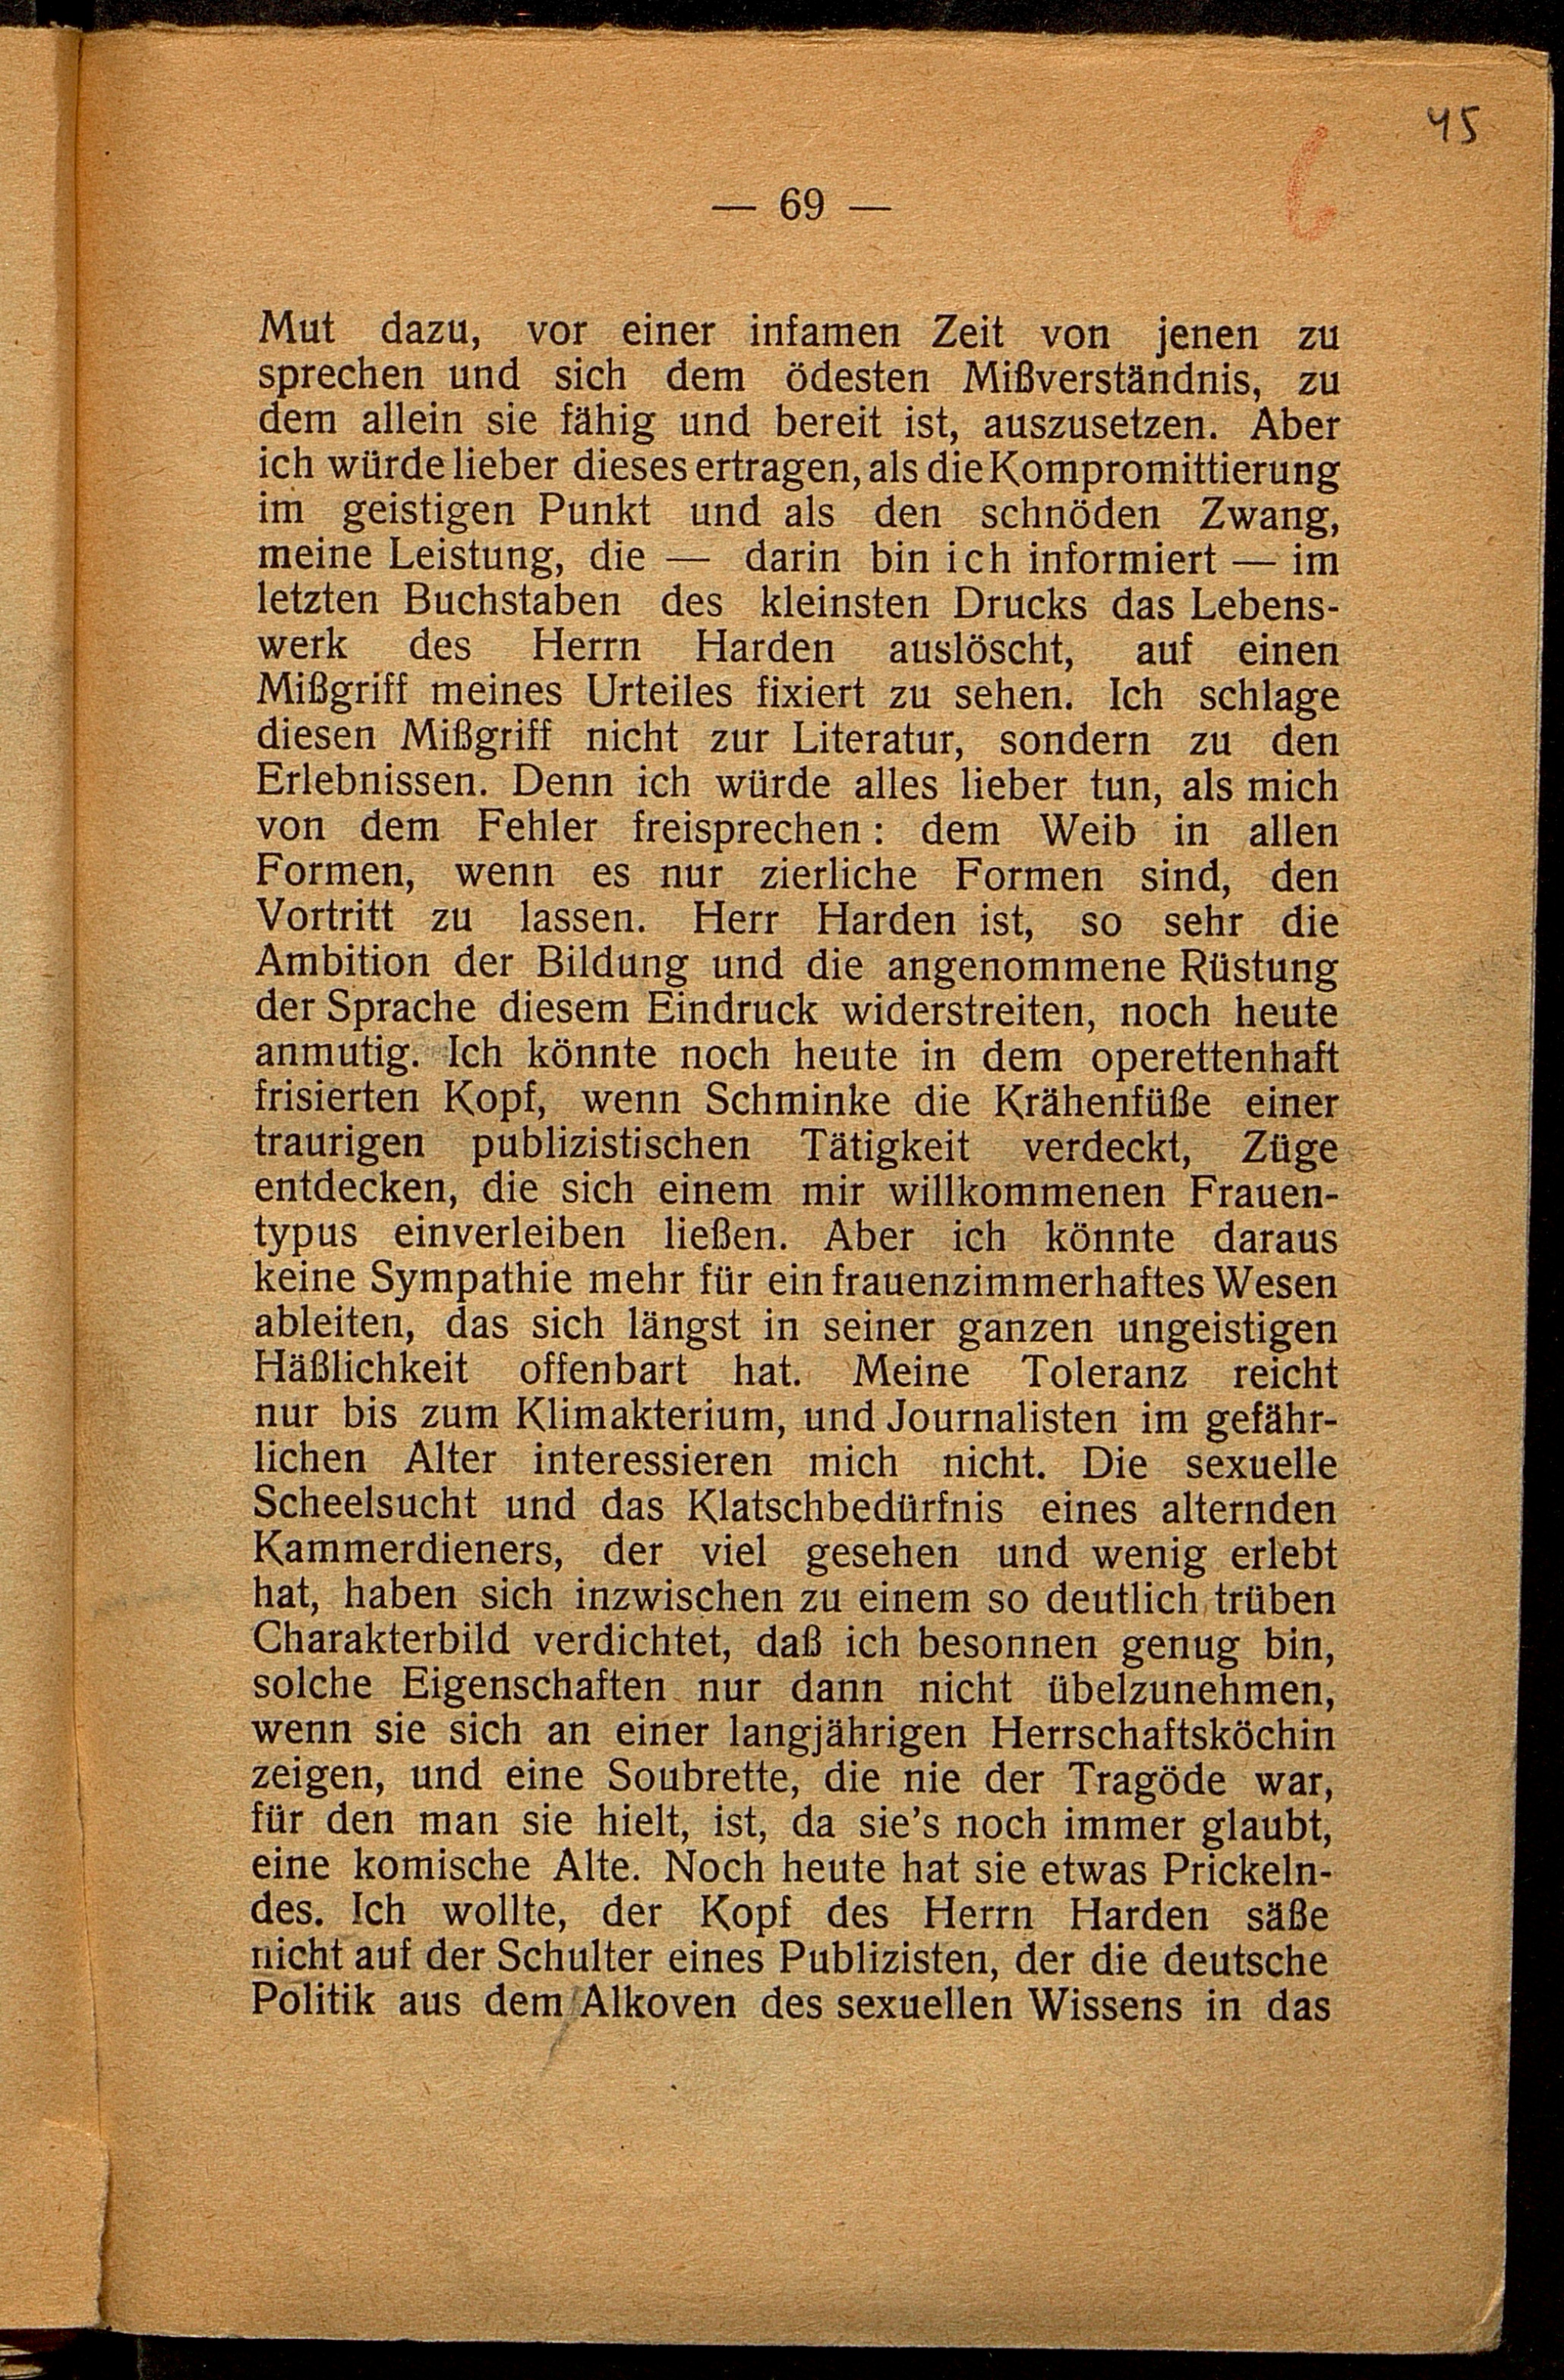 45
6
— 69 —
Mut dazu, vor einer infamen Zeit von jenen zu
sprechen und sich dem ödesten Mißverständnis, zu
dem allein sie fähig und bereit ist, auszusetzen. Aber
ich würde lieber dieses ertragen, als die Kompromittierung
im geistigen Punkt und als den schnöden Zwang,
meine Leistung, die — darin bin ich informiert — im
letzten Buchstaben des kleinsten Drucks das Lebens-
werk des Herrn Harden auslöscht, auf einen
Mißgriff meines Urteiles fixiert zu sehen. Ich schlage
diesen Mißgriff nicht zur Literatur, sondern zu den
Erlebnissen. Denn ich würde alles lieber tun, als mich
von dem Fehler freisprechen: dem Weib in allen
Formen, wenn es nur zierliche Formen sind, den
Vortritt zu lassen. Herr Harden ist, so sehr die
Ambition der Bildung und die angenommene Rüstung
der Sprache diesem Eindruck widerstreiten, noch heute
anmutig. Ich könnte noch heute in dem operettenhaft
frisierten Kopf, wenn Schminke die Krähenfüße einer
traurigen publizistischen Tätigkeit verdeckt, Züge
entdecken, die sich einem mir willkommenen Frauen-
typus einverleiben ließen. Aber ich könnte daraus
keine Sympathie mehr für ein frauenzimmerhaftes Wesen
ableiten, das sich längst in seiner ganzen ungeistigen
Häßlichkeit offenbart hat. Meine Toleranz reicht
nur bis zum Klimakterium, und Journalisten im gefähr-
lichen Alter interessieren mich nicht. Die sexuelle
Scheelsucht und das Klatschbedürfnis eines alternden
Kammerdieners, der viel gesehen und wenig erlebt
hat, haben sich inzwischen zu einem so deutlich trüben
Charakterbild verdichtet, daß ich besonnen genug bin,
solche Eigenschaften nur dann nicht übelzunehmen,
wenn sie sich an einer langjährigen Herrschaftsköchin
zeigen, und eine Soubrette, die nie der Tragöde war,
für den man sie hielt, ist, da sie's noch immer glaubt,
eine komische Alte. Noch heute hat sie etwas Prickeln-
des. Ich wollte, der Kopf des Herrn Harden säße
nicht auf der Schulter eines Publizisten, der die deutsche
Politik aus dem Alkoven des sexuellen Wissens in das